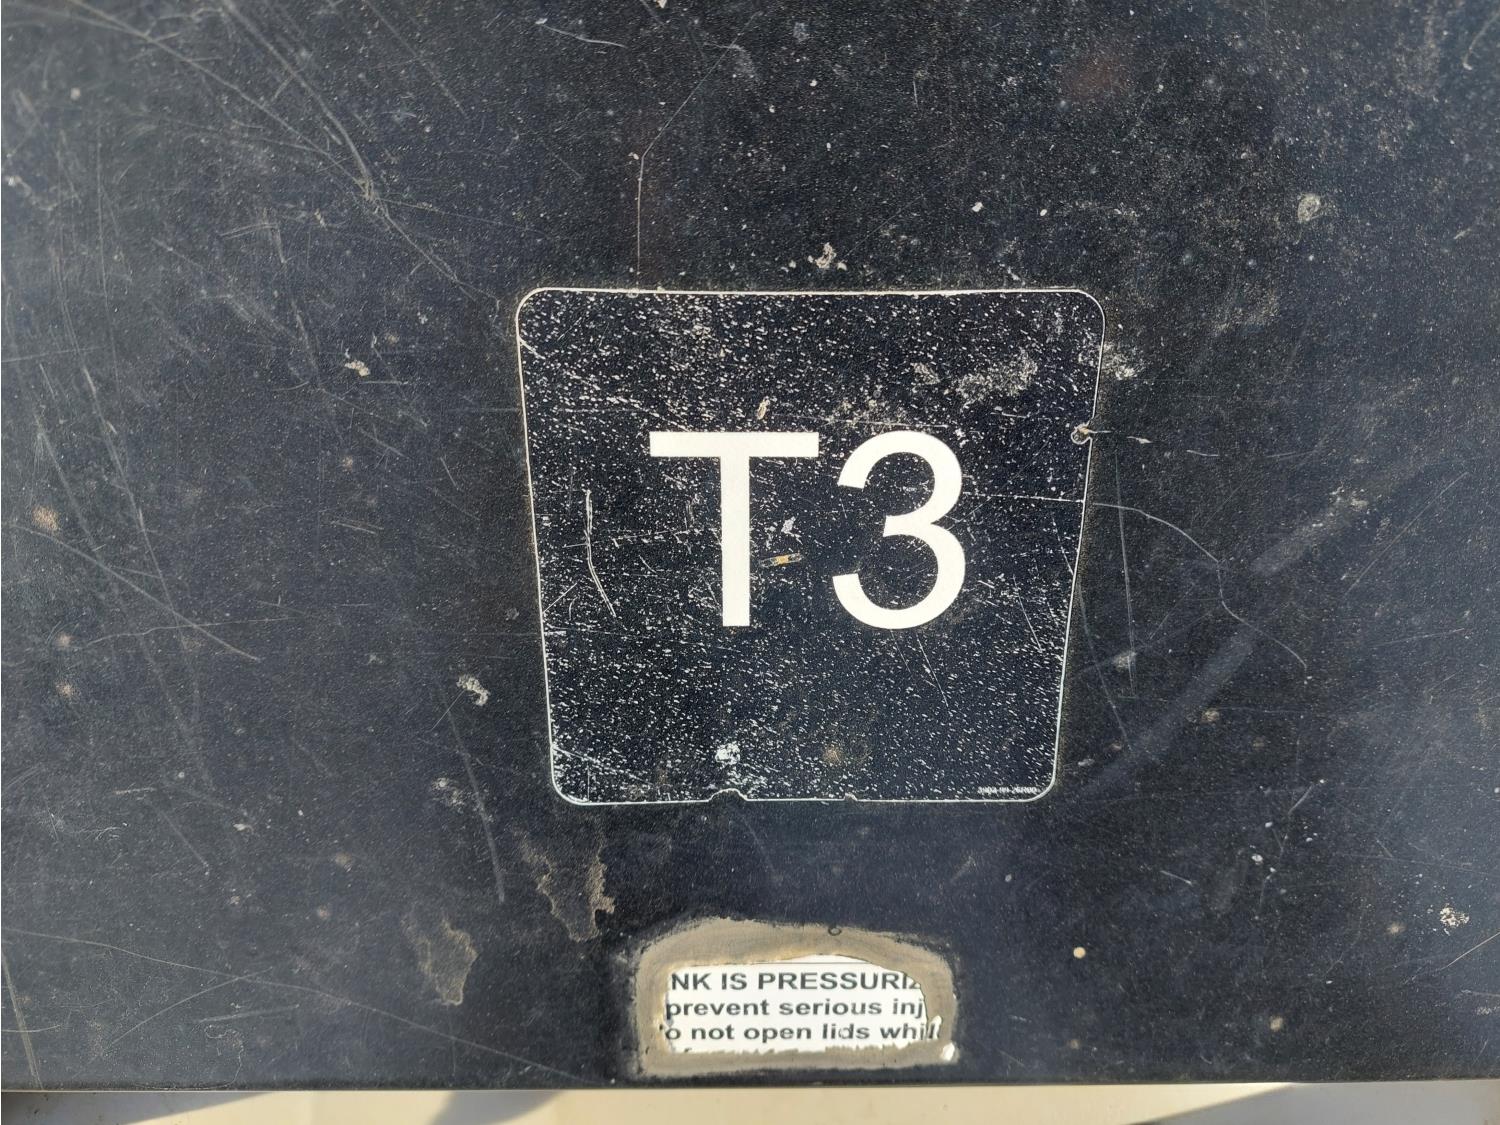 T3
NK IS PRESSURIZ
prevent serious inj
o not open lids whil